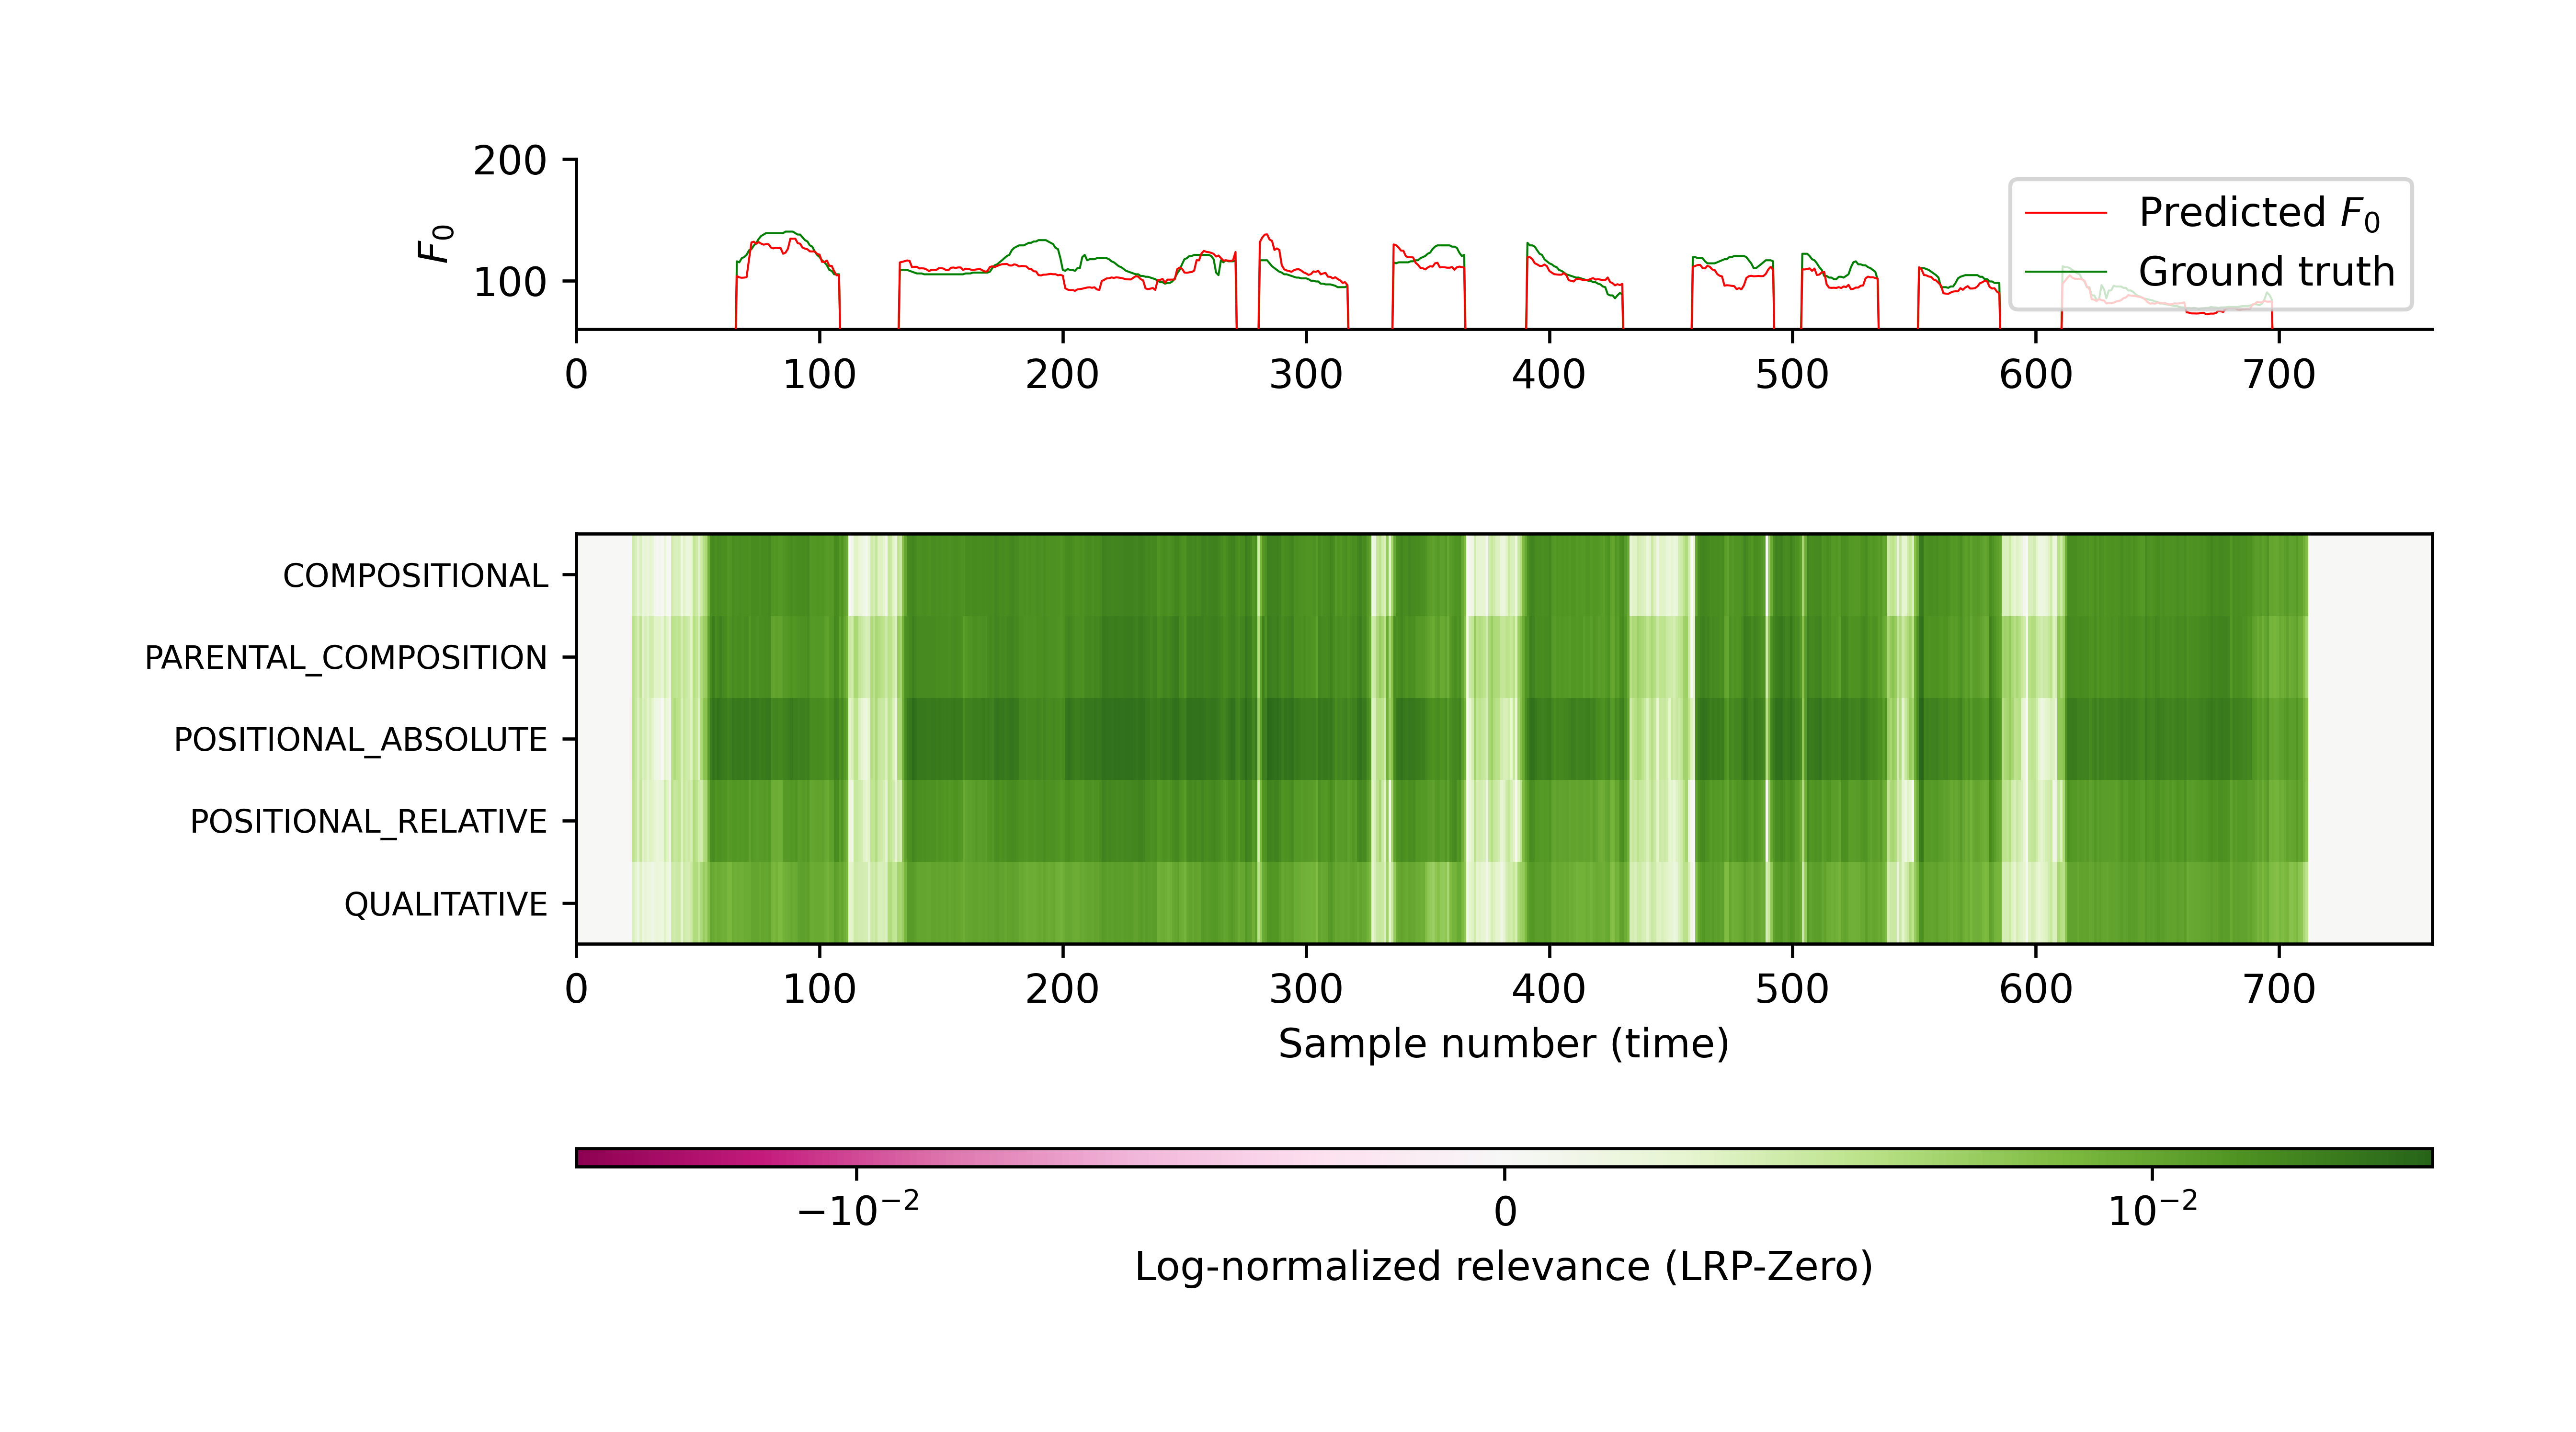 200
100
F₀
Predicted F₀
Ground truth
0 100 200 300 400 500 600 700
COMPOSITIONAL
PARENTAL_COMPOSITION
POSITIONAL_ABSOLUTE
POSITIONAL_RELATIVE
QUALITATIVE
0 100 200 300 400 500 600 700
Sample number (time)
−10⁻² 0 10⁻²
Log-normalized relevance (LRP-Zero)